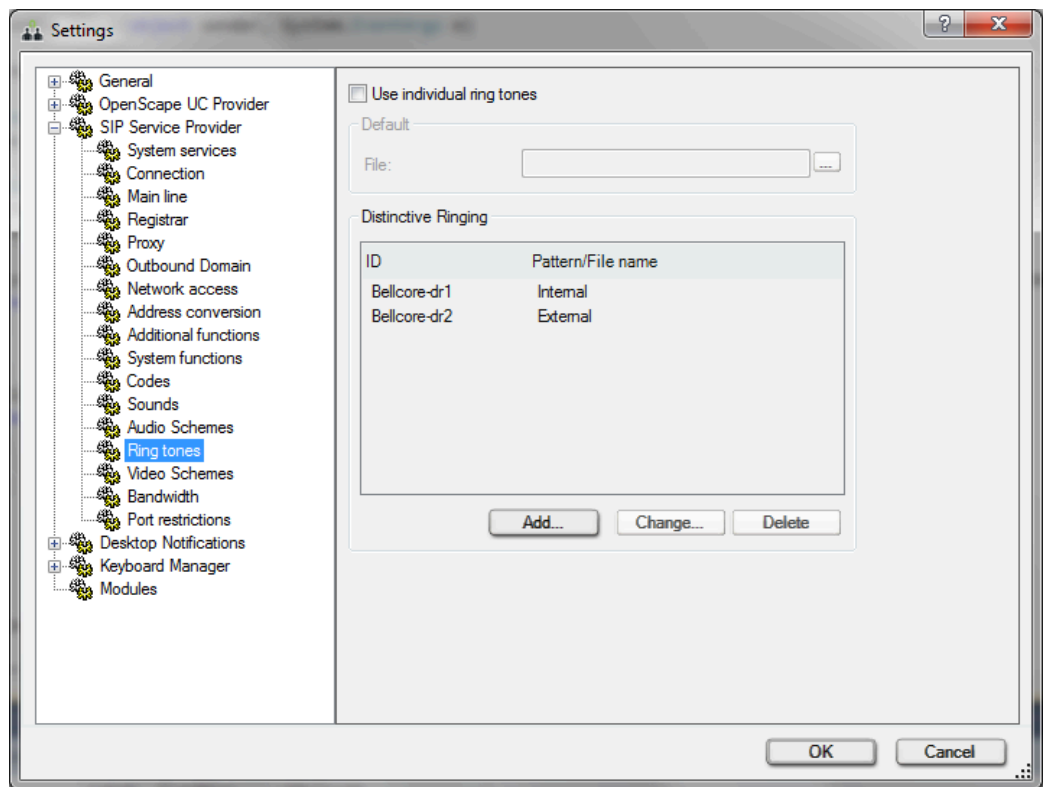 Settings
General
OpenScape UC Provider
SIP Service Provider
System services
Connection
Main line
Registrar
Proxy
Outbound Domain
Network access
Address conversion
Additional functions
System functions
Codes
Sounds
Audio Schemes
Ring tones
Video Schemes
Bandwidth
Port restrictions
Desktop Notifications
Keyboard Manager
Modules
Use individual ring tones
Default
File:
...
Distinctive Ringing
ID Pattern/File name
Bellcore-dr1 Internal
Bellcore-dr2 External
Add... Change... Delete
OK Cancel